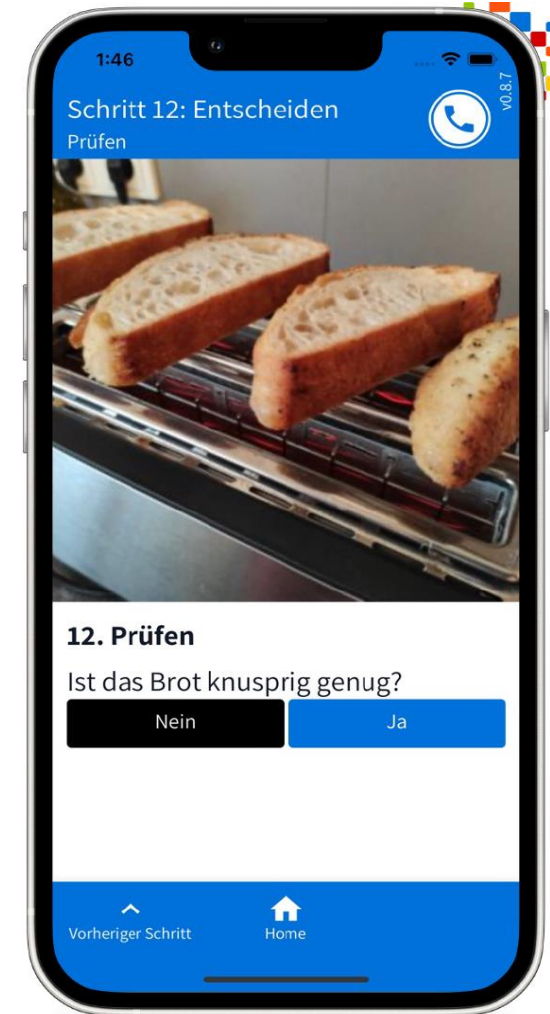 1:46
v0.8.7
Schritt 12: Entscheiden
Prüfen
12. Prüfen
Ist das Brot knusprig genug?
Nein
Ja
Vorheriger Schritt
Home